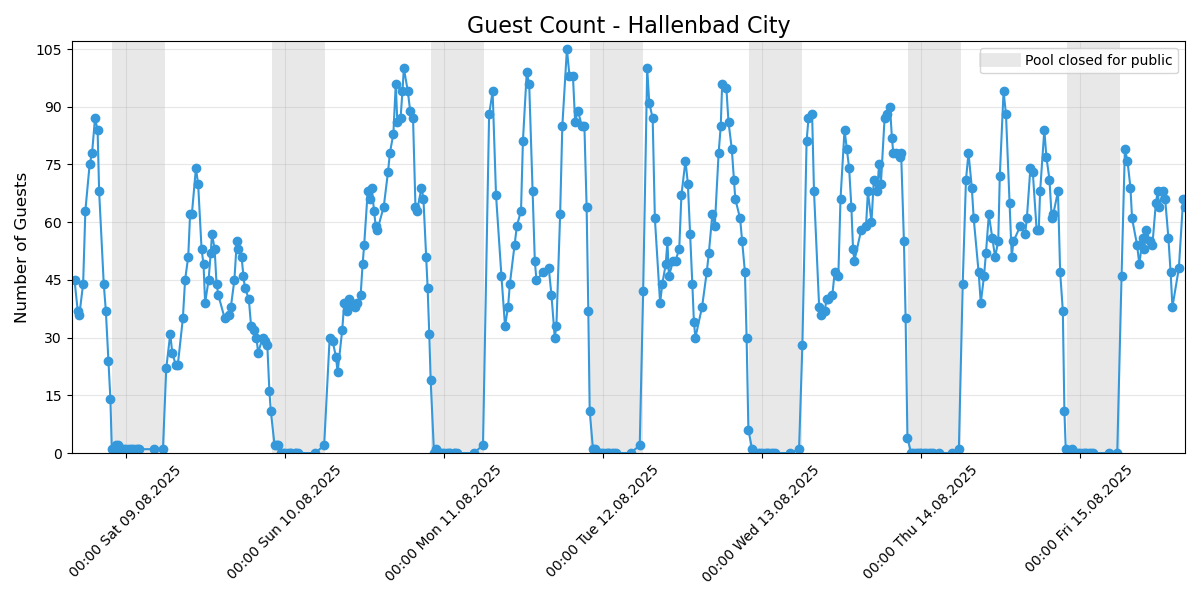 Guest Count - Hallenbad City
Pool closed for public
Number of Guests
105
90
75
60
45
30
15
0
00:00 Sat 09.08.2025
00:00 Sun 10.08.2025
00:00 Mon 11.08.2025
00:00 Tue 12.08.2025
00:00 Wed 13.08.2025
00:00 Thu 14.08.2025
00:00 Fri 15.08.2025